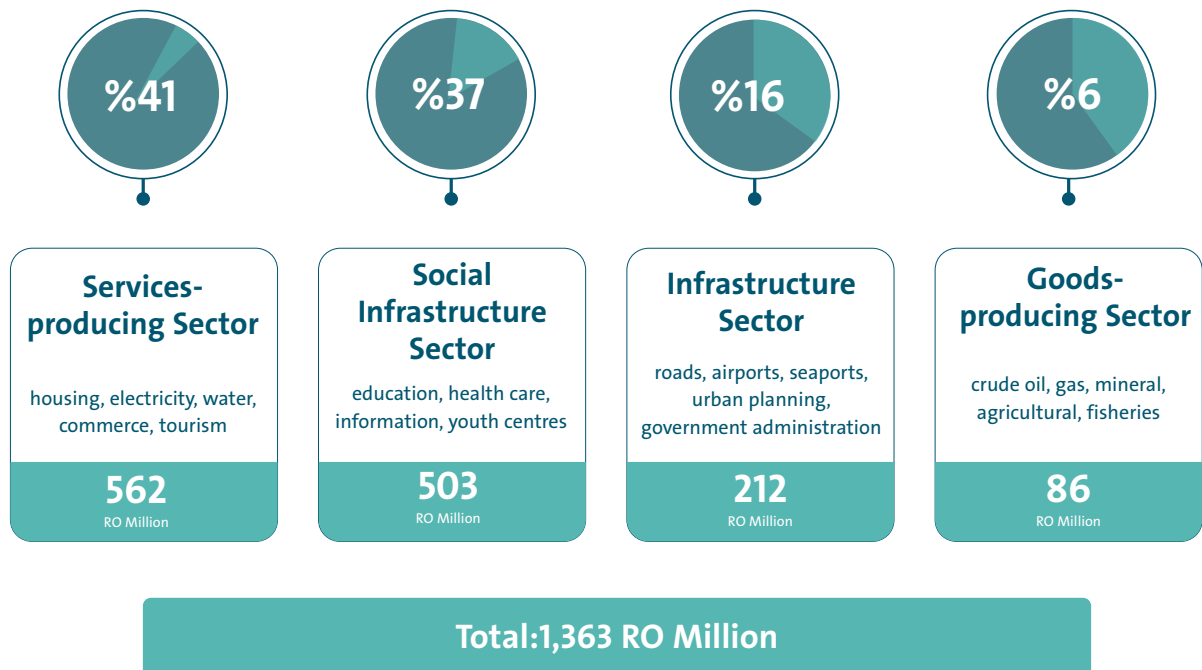 %41
%37
%16
%6
Services-
producing Sector
housing, electricity, water,
commerce, tourism
562
RO Million
Social
Infrastructure
Sector
education, health care,
information, youth centres
503
RO Million
Infrastructure
Sector
roads, airports, seaports,
urban planning,
government administration
212
RO Million
Goods-
producing Sector
crude oil, gas, mineral,
agricultural, fisheries
86
RO Million
Total:1,363 RO Million